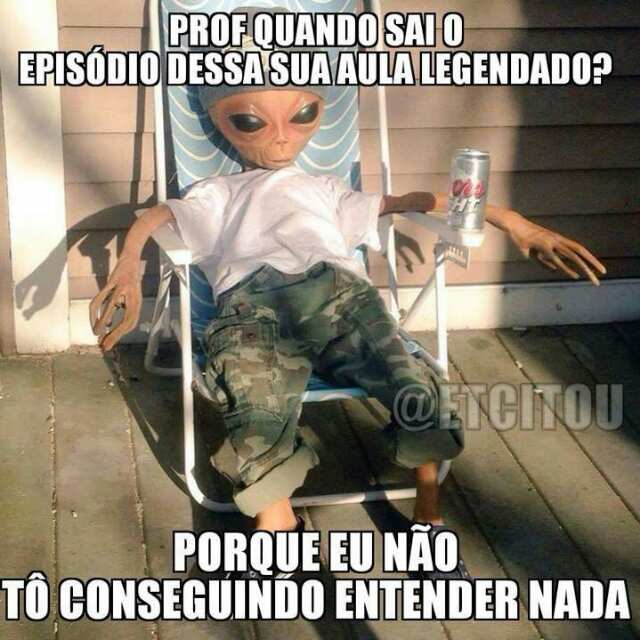 PROF QUANDO SAI O
EPISÓDIO DESSA SUA AULA LEGENDADO?
@ETCITOU
PORQUE EU NÃO
TÔ CONSEGUINDO ENTENDER NADA